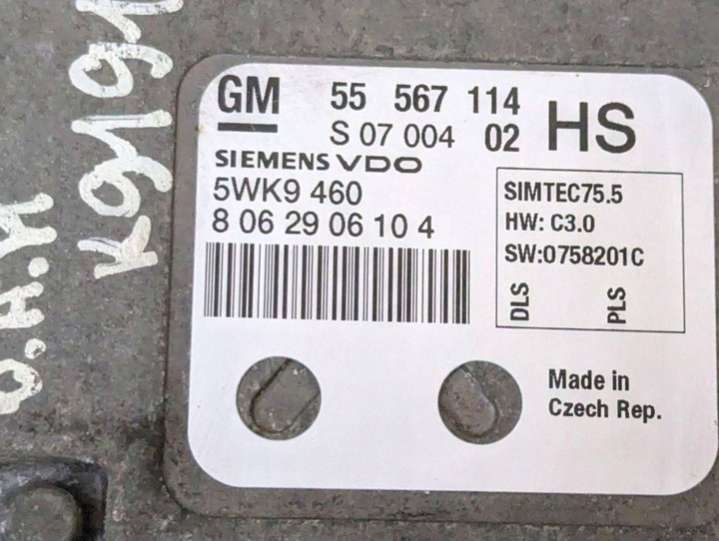 GM 55 567 114 HS
S 07 004 02
SIEMENS VDO
5WK9 460
8 06 29 06 10 4
SIMTEC75.5
HW: C3.0
SW:0758201C
DLS PLS
Made in
Czech Rep.